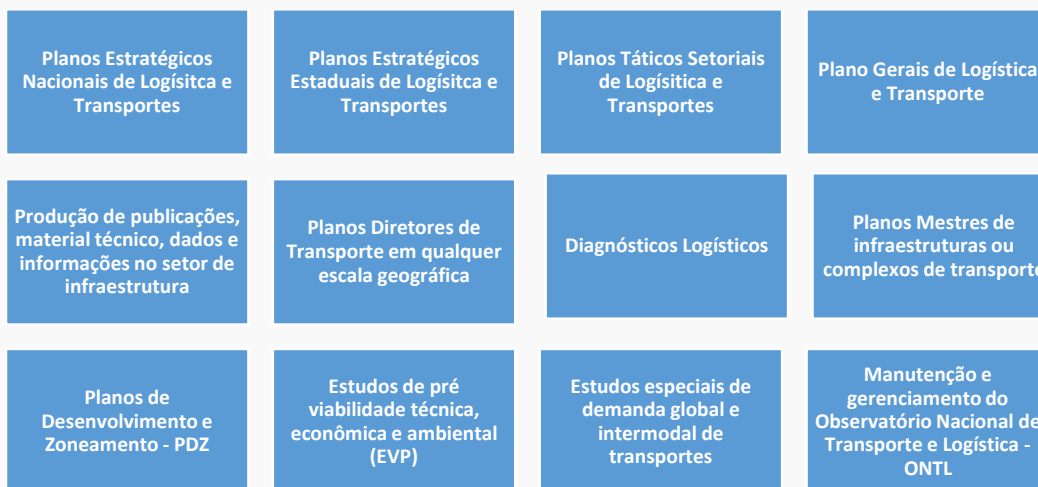 Planos Estratégicos
Nacionais de Logísitca e
Transportes
Planos Estratégicos
Estaduais de Logísitca e
Transportes
Planos Táticos Setoriais
de Logísitica e
Transportes
Plano Gerais de Logística
e Transporte
Produção de publicações,
material técnico, dados e
informações no setor de
infraestrutura
Planos Diretores de
Transporte em qualquer
escala geográfica
Diagnósticos Logísticos
Planos Mestres de
infraestruturas ou
complexos de transporte
Planos de
Desenvolvimento e
Zoneamento - PDZ
Estudos de pré
viabilidade técnica,
econômica e ambiental
(EVP)
Estudos especiais de
demanda global e
intermodal de
transportes
Manutenção e
gerenciamento do
Observatório Nacional de
Transporte e Logística -
ONTL